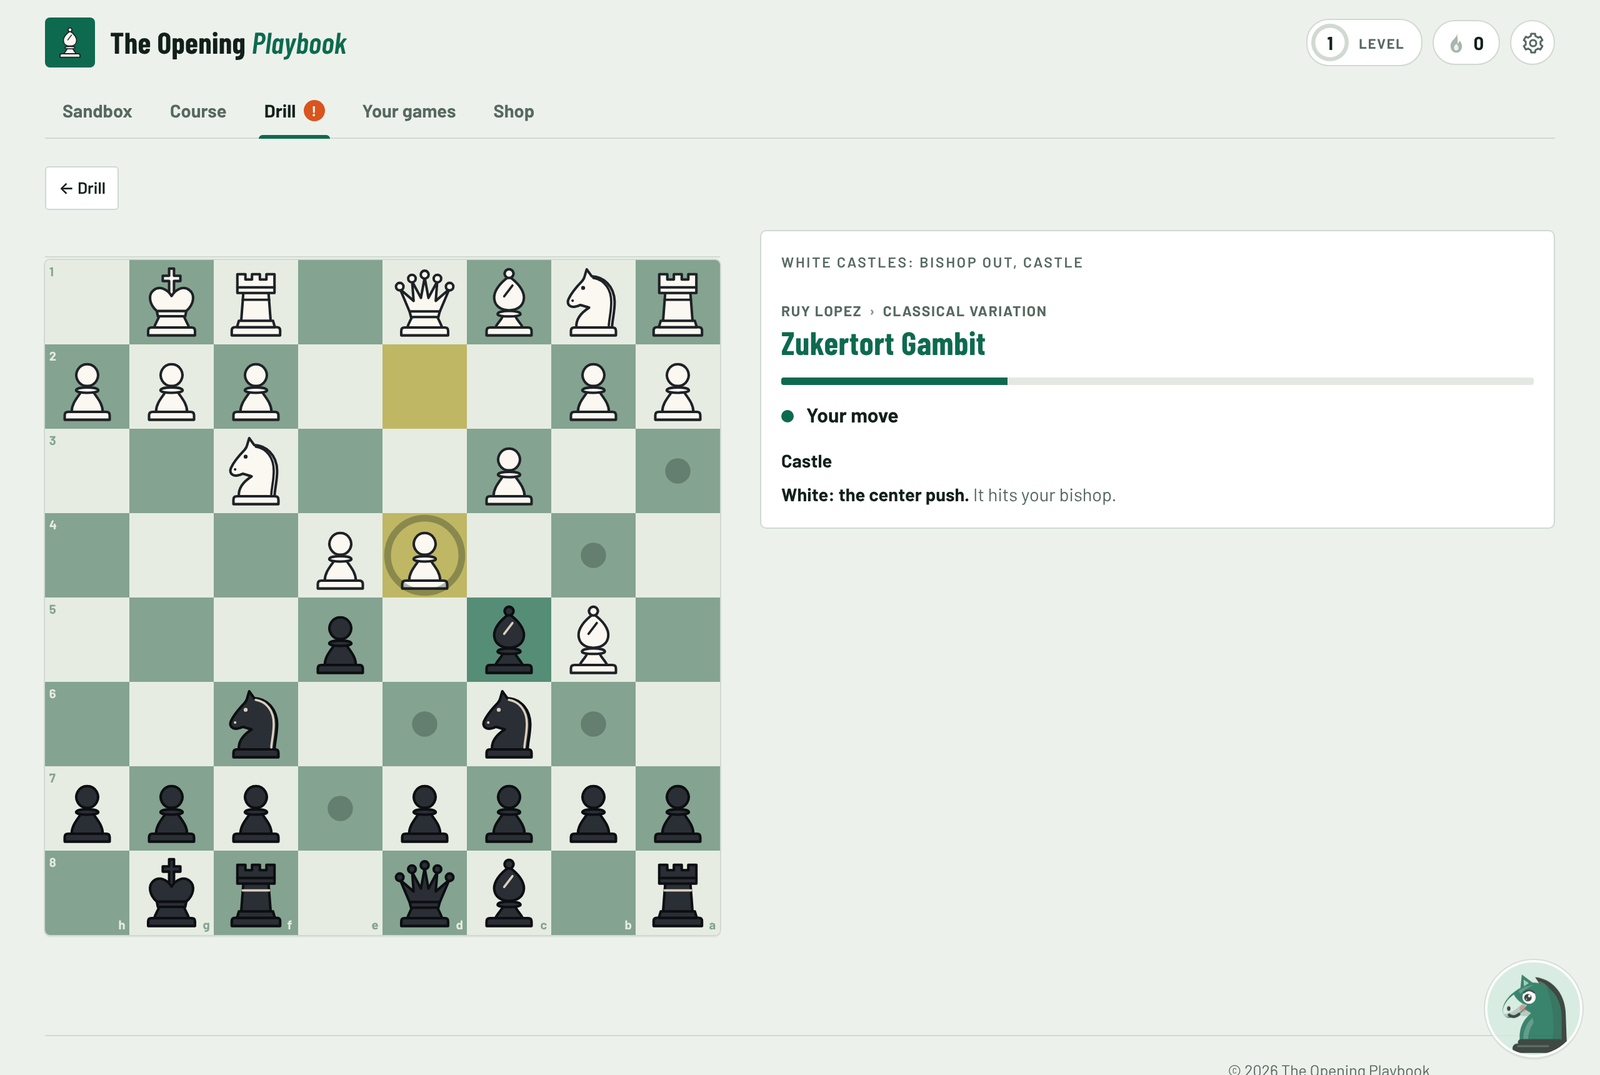 The Opening Playbook
1 LEVEL
0
Sandbox
Course
Drill !
Your games
Shop
← Drill
1
2
3
4
5
6
7
8
h g f e d c b a
WHITE CASTLES: BISHOP OUT, CASTLE
RUY LOPEZ › CLASSICAL VARIATION
Zukertort Gambit
Your move
Castle
White: the center push. It hits your bishop.
© 2026 The Opening Playbook